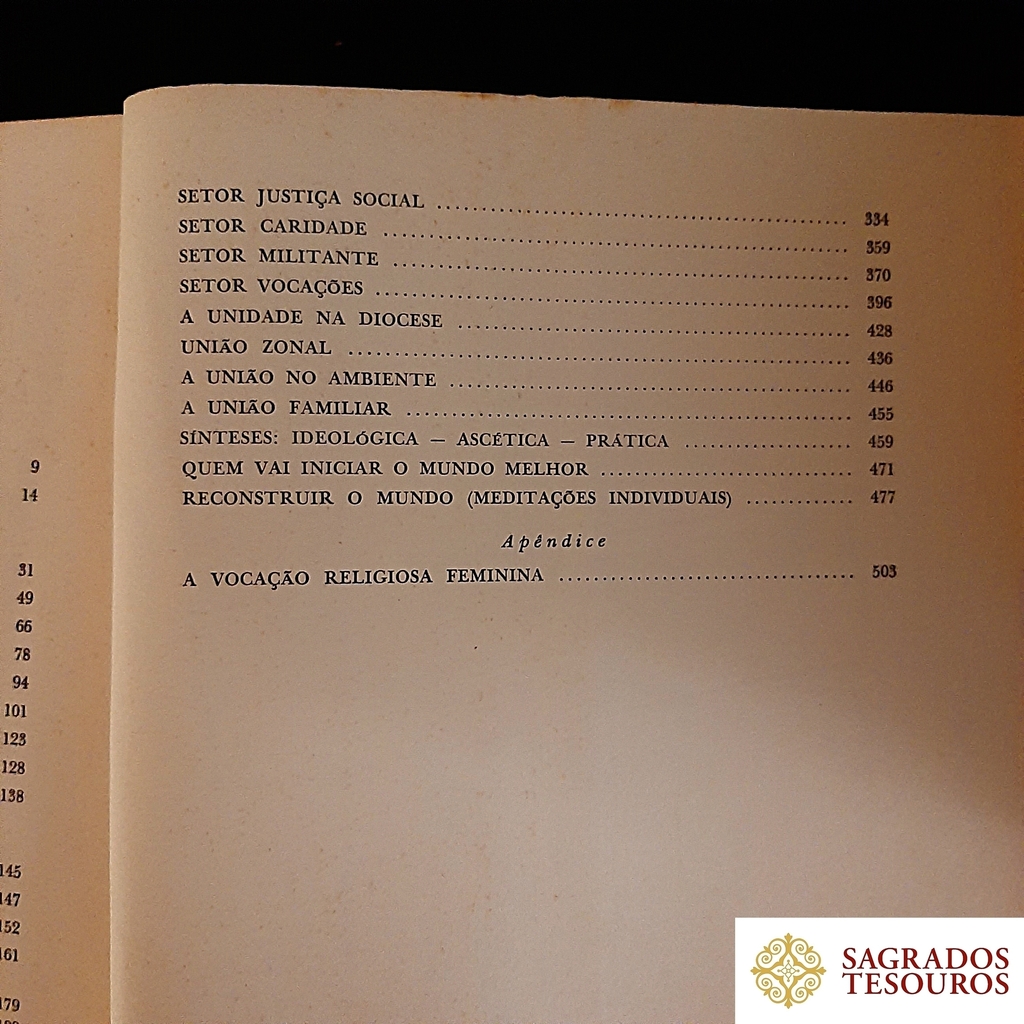 9
14
31
49
66
78
94
101
123
128
138
145
147
152
161
179
SETOR JUSTIÇA SOCIAL ........................ 334
SETOR CARIDADE ........................ 359
SETOR MILITANTE ........................ 370
SETOR VOCAÇÕES ........................ 396
A UNIDADE NA DIOCESE ........................ 428
UNIÃO ZONAL ........................ 436
A UNIÃO NO AMBIENTE ........................ 446
A UNIÃO FAMILIAR ........................ 455
SÍNTESES: IDEOLÓGICA — ASCÉTICA — PRÁTICA ............ 459
QUEM VAI INICIAR O MUNDO MELHOR .................. 471
RECONSTRUIR O MUNDO (MEDITAÇÕES INDIVIDUAIS) ......... 477
Apêndice
A VOCAÇÃO RELIGIOSA FEMININA ........................ 503
SAGRADOS
TESOUROS